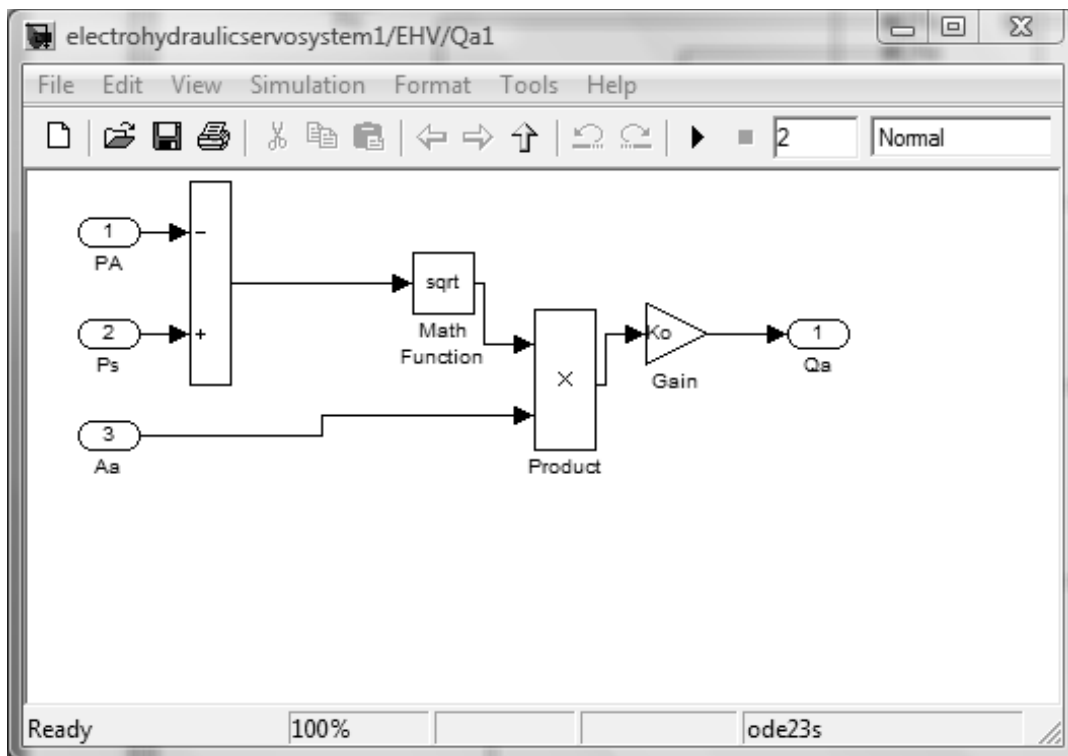 electrohydraulicservosystem1/EHV/Qa1
File Edit View Simulation Format Tools Help
2 Normal
1
PA
−
2
Ps
+
3
Aa
sqrt
Math
Function
×
Product
Ko
Gain
1
Qa
Ready 100% ode23s